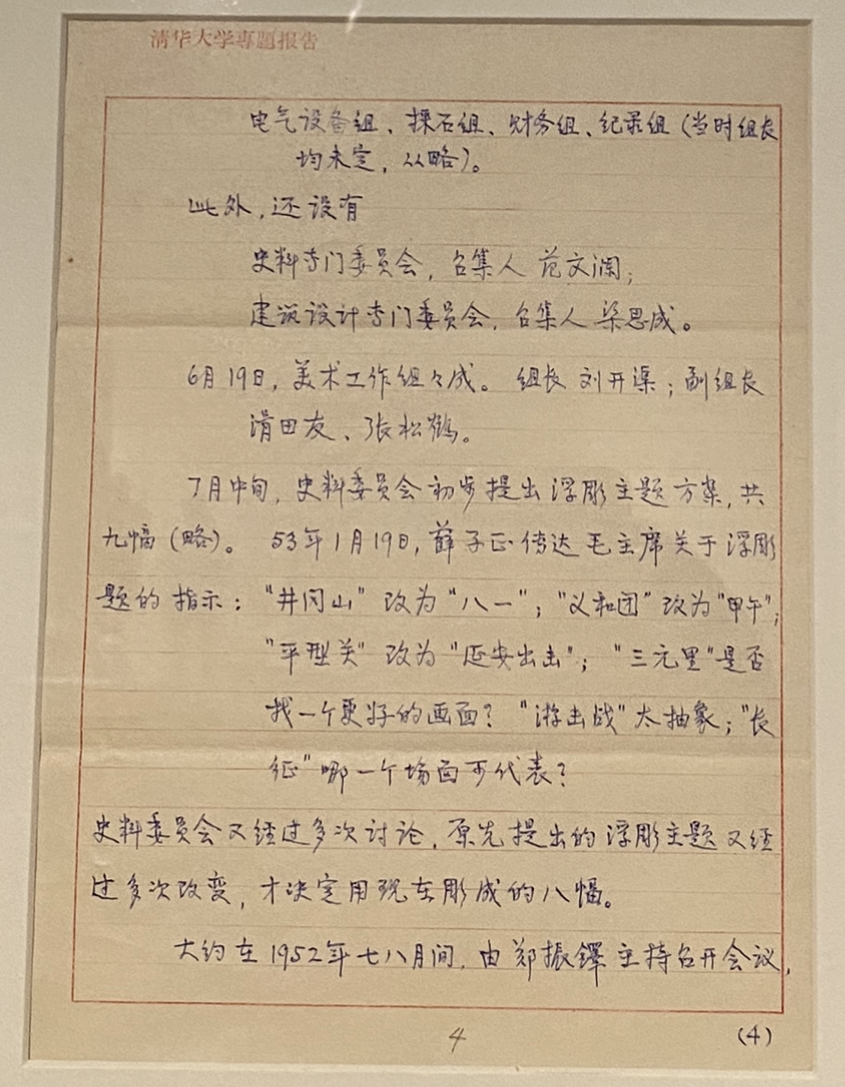 清华大学專題报告
电气设备组、採石组、财务组、纪录组（当时组长
均未定，从略）。
此外，还设有
史料专门委员会，召集人 范文澜；
建筑设计专门委员会，召集人 梁思成。
6月19日，美术工作组々成。 组长 刘开渠；副组长
滑田友、张松鹤。
7月中旬，史料委员会初步提出浮彫主题方案，共
九幅（略）。 53年1月19日，薛子正传达毛主席关于浮彫
题的指示：“井冈山”改为“八一”；“义和团”改为“甲午”；
“平型关”改为“延安出击”；“三元里”是否
找一个更好的画面？“游击战”太抽象；“长
征”哪一个场面可代表？
史料委员会又经过多次讨论，原先提出的浮彫主题又经
过多次改变，才决定用现在彫成的八幅。
大约在1952年七八月间，由郑振铎主持召开会议，
4
（4）